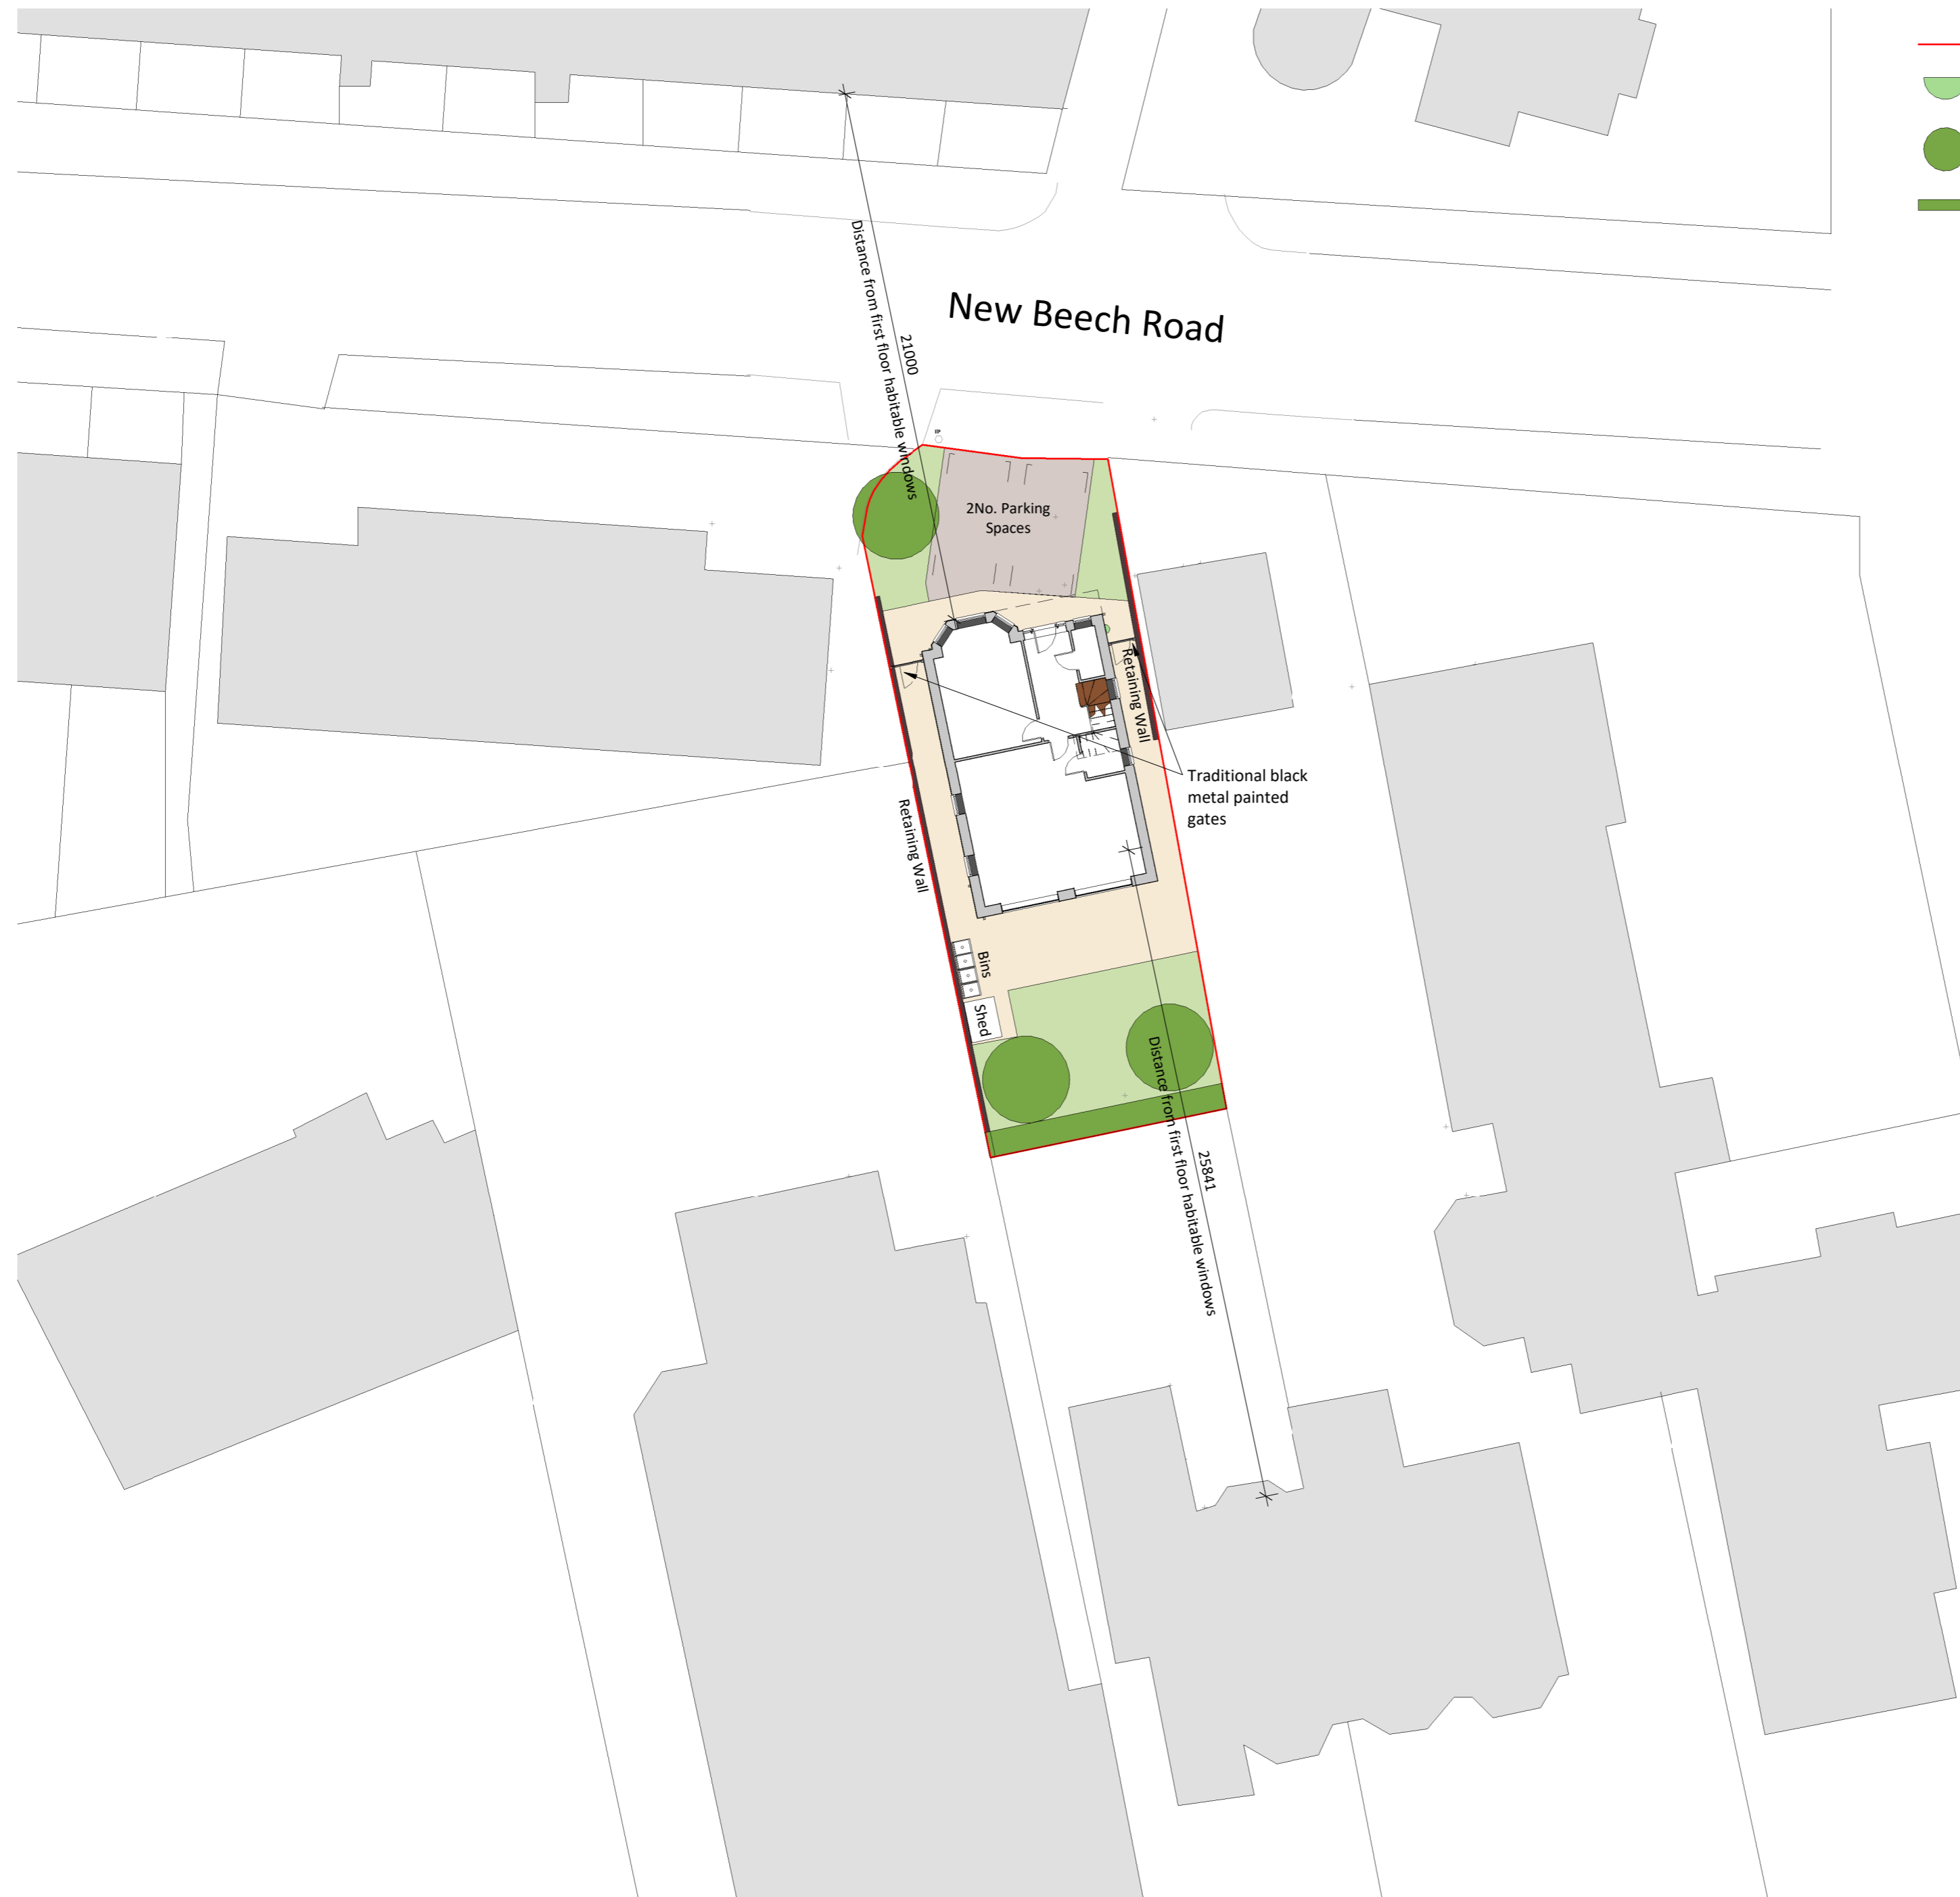 New Beech Road
21000
Distance from first floor habitable windows
2No. Parking
Spaces
Retaining Wall
Traditional black
metal painted
gates
Retaining Wall
Bins
Shed
25841
Distance from first floor habitable windows